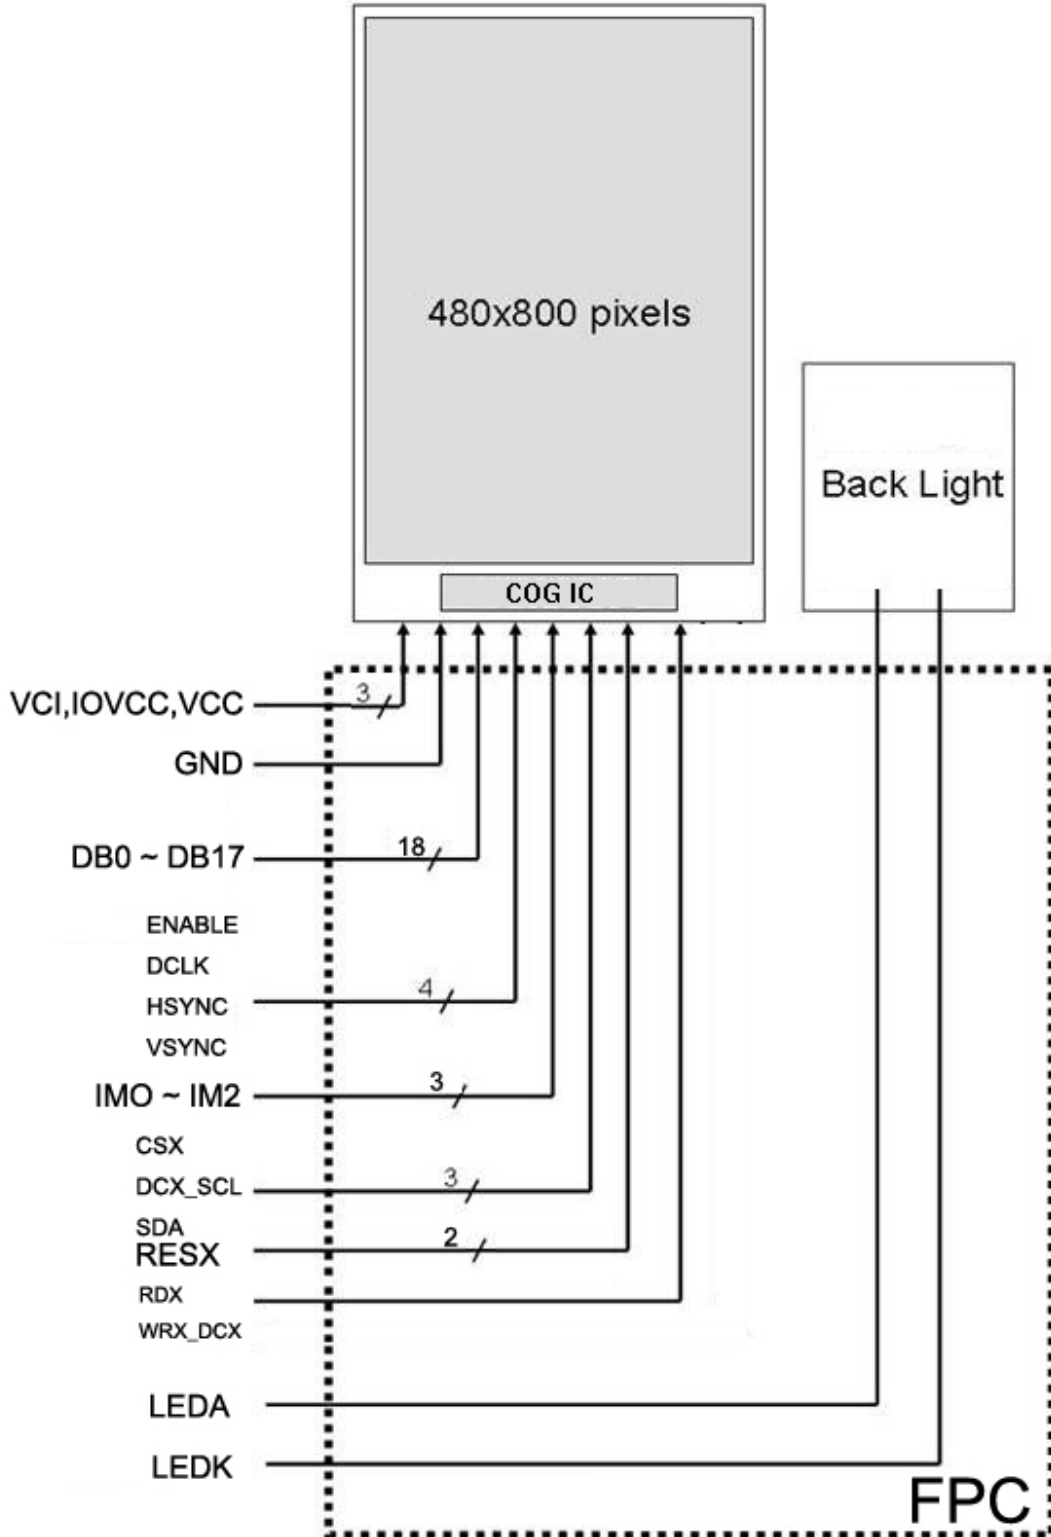 480x800 pixels
Back Light
COG IC
VCI,IOVCC,VCC
3
GND
DB0 ~ DB17
18
ENABLE
DCLK
HSYNC
4
VSYNC
IMO ~ IM2
3
CSX
DCX_SCL
3
SDA
RESX
2
RDX
WRX_DCX
LEDA
LEDK
FPC